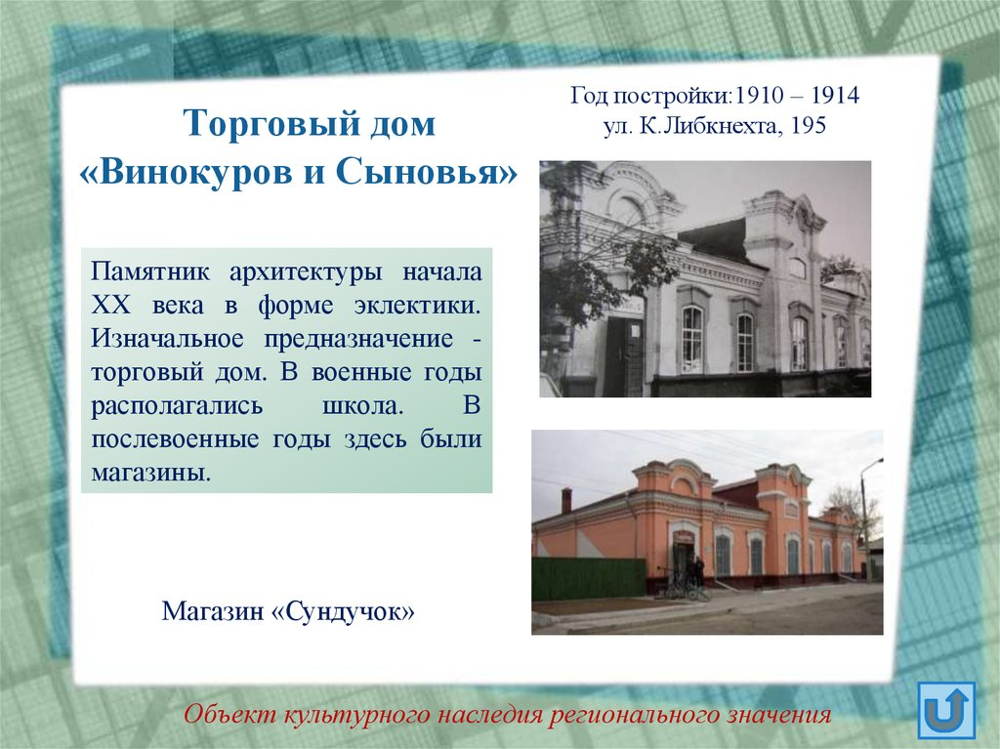 Торговый дом
«Винокуров и Сыновья»
Год постройки:1910 – 1914
ул. К.Либкнехта, 195
Памятник архитектуры начала
XX века в форме эклектики.
Изначальное предназначение -
торговый дом. В военные годы
располагались школа. В
послевоенные годы здесь были
магазины.
Магазин «Сундучок»
Объект культурного наследия регионального значения